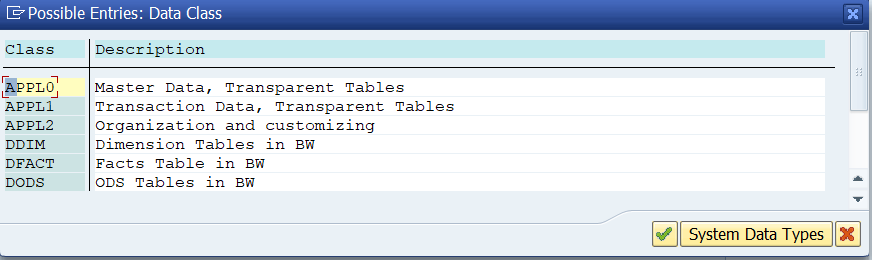 Possible Entries: Data Class
Class Description
APPL0 Master Data, Transparent Tables
APPL1 Transaction Data, Transparent Tables
APPL2 Organization and customizing
DDIM Dimension Tables in BW
DFACT Facts Table in BW
DODS ODS Tables in BW
System Data Types